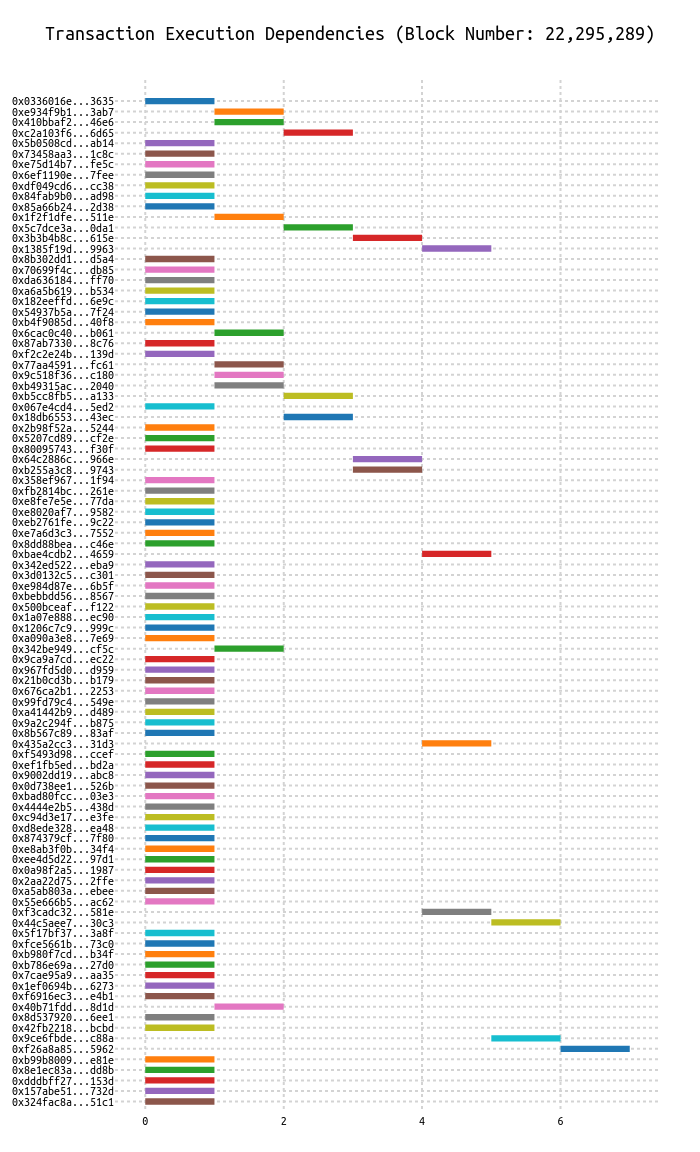 Transaction Execution Dependencies (Block Number: 22,295,289)
0x0336016e...3635
0xe934f9b1...3ab7
0x410bbaf2...46e6
0xc2a103f6...6d65
0x5b0508cd...ab14
0x73458aa3...1c8c
0xe75d14b7...fe5c
0x6ef1190e...7fee
0xdf049cd6...cc38
0x84fab9b0...ad98
0x85a66b24...2d38
0x1f2f1dfe...511e
0x5c7dce3a...0da1
0x3b3b4b8c...615e
0x1385f19d...9963
0x8b302dd1...d5a4
0x70699f4c...db85
0xda636184...ff70
0xa6a5b619...b534
0x182eeffd...6e9c
0x54937b5a...7f24
0xb4f9085d...40f8
0x6cac0c40...b061
0x87ab7330...8c76
0xf2c2e24b...139d
0x77aa4591...fc61
0x9c518f36...c180
0xb49315ac...2040
0xb5cc8fb5...a133
0x067e4cd4...5ed2
0x18db6553...43ec
0x2b98f52a...5244
0x5207cd89...cf2e
0x80095743...f30f
0x64c2886c...966e
0xb255a3c8...9743
0x358ef967...1f94
0xfb2814bc...261e
0xe8fe7e5e...77da
0xe8020af7...9582
0xeb2761fe...9c22
0xe7a6d3c3...7552
0x8dd88bea...c46e
0xbae4cdb2...4659
0x342ed522...eba9
0x3d0132c5...c301
0xe984d87e...6b5f
0xbebbdd56...8567
0x500bceaf...f122
0x1a07e888...ec90
0x1206c7c9...999c
0xa090a3e8...7e69
0x342be949...cf5c
0x9ca9a7cd...ec22
0x967fd5d0...d959
0x21b0cd3b...b179
0x676ca2b1...2253
0x99fd79c4...549e
0xa41442b9...d489
0x9a2c294f...b875
0x8b567c89...83af
0x435a2cc3...31d3
0xf5493d98...ccef
0xef1fb5ed...bd2a
0x9002dd19...abc8
0x0d738ee1...526b
0xbad80fcc...03e3
0x4444e2b5...438d
0xc94d3e17...e3fe
0xd8ede328...ea48
0x874379cf...7f80
0xe8ab3f0b...34f4
0xee4d5d22...97d1
0x0a98f2a5...1987
0x2aa22d75...2ffe
0xa5ab803a...ebee
0x55e666b5...ac62
0xf3cadc32...581e
0x44c5aee7...30c3
0x5f17bf37...3a8f
0xfce5661b...73c0
0xb980f7cd...b34f
0xb786e69a...27d0
0x7cae95a9...aa35
0x1ef0694b...6273
0xf6916ec3...e4b1
0x40b71fdd...8d1d
0x8d537920...6ee1
0x42fb2218...bcbd
0x9ce6fbde...c88a
0xf26a8a85...5962
0xb99b8009...e81e
0x8e1ec83a...dd8b
0xdddbff27...153d
0x157abe51...732d
0x324fac8a...51c1
0 2 4 6